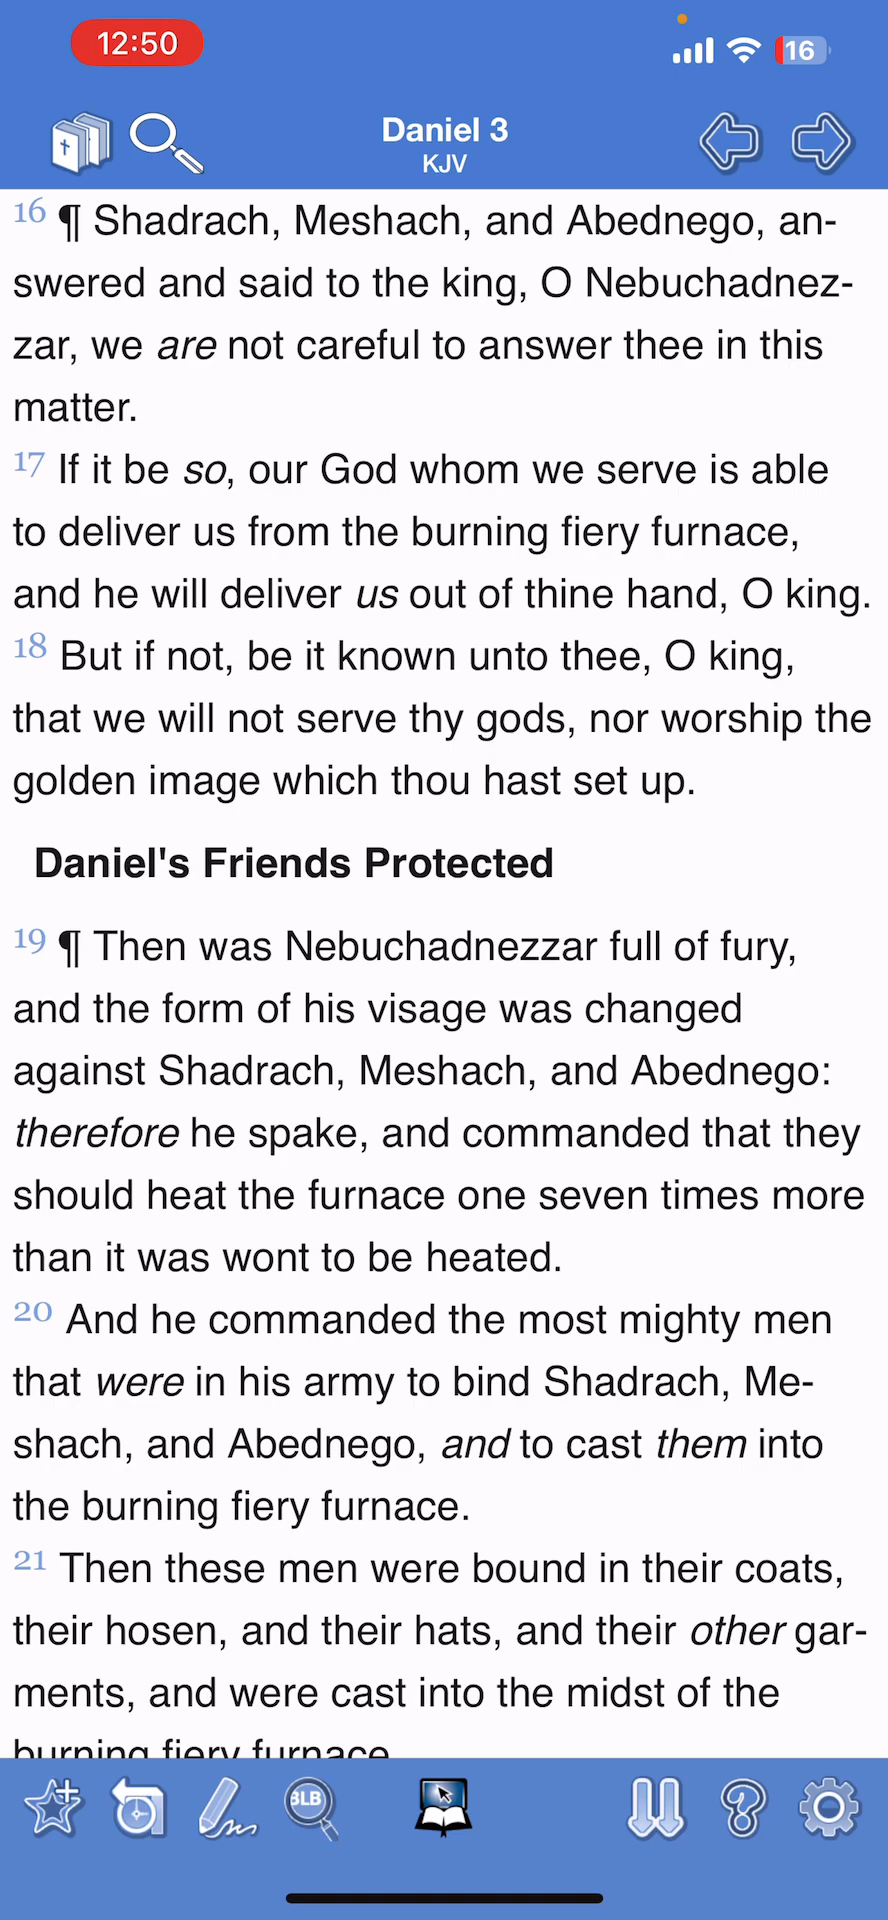 12:50
16
Daniel 3
KJV
16 ¶ Shadrach, Meshach, and Abednego, an-
swered and said to the king, O Nebuchadnez-
zar, we are not careful to answer thee in this
matter.
17 If it be so, our God whom we serve is able
to deliver us from the burning fiery furnace,
and he will deliver us out of thine hand, O king.
18 But if not, be it known unto thee, O king,
that we will not serve thy gods, nor worship the
golden image which thou hast set up.
Daniel's Friends Protected
19 ¶ Then was Nebuchadnezzar full of fury,
and the form of his visage was changed
against Shadrach, Meshach, and Abednego:
therefore he spake, and commanded that they
should heat the furnace one seven times more
than it was wont to be heated.
20 And he commanded the most mighty men
that were in his army to bind Shadrach, Me-
shach, and Abednego, and to cast them into
the burning fiery furnace.
21 Then these men were bound in their coats,
their hosen, and their hats, and their other gar-
ments, and were cast into the midst of the
burning fiery furnace
BLB